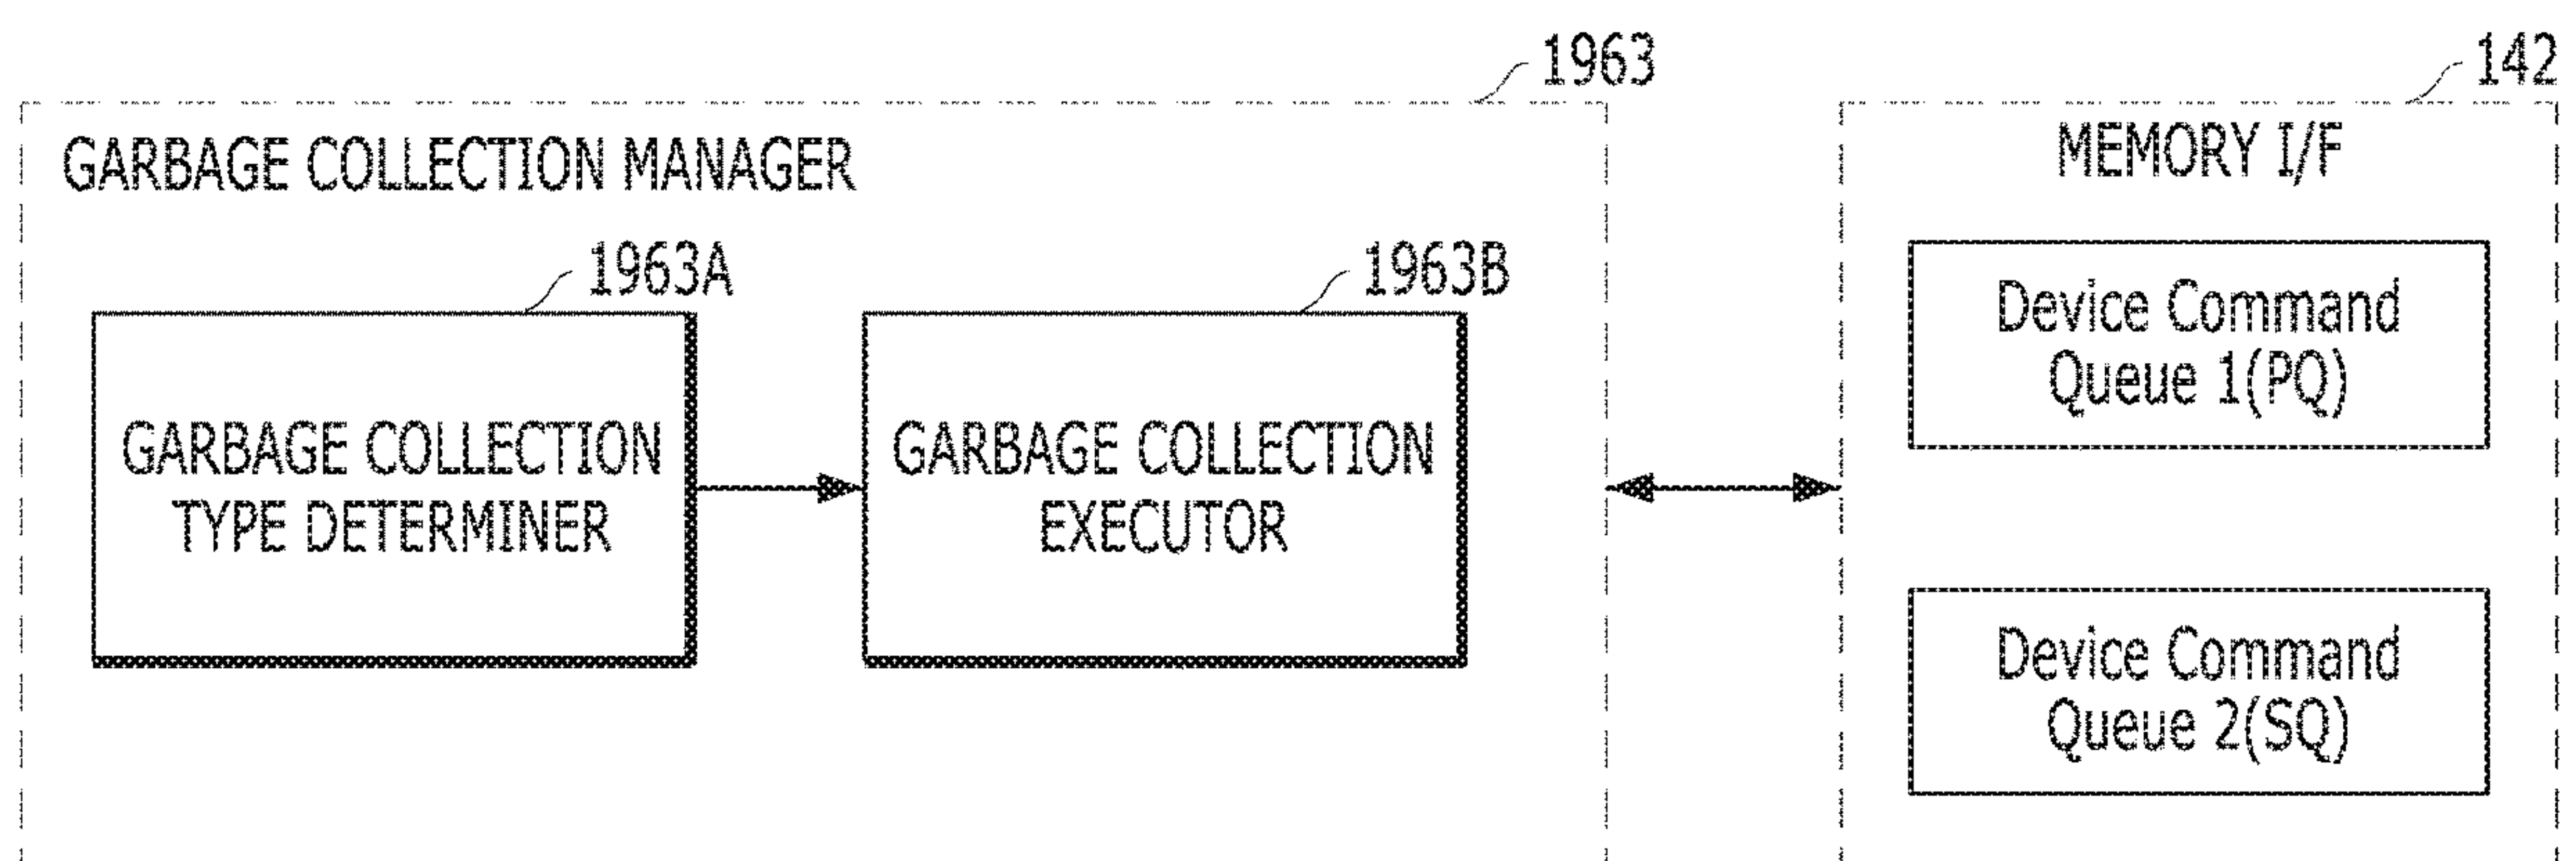 1963
142
GARBAGE COLLECTION MANAGER
MEMORY I/F
1963A
1963B
GARBAGE COLLECTION
TYPE DETERMINER
GARBAGE COLLECTION
EXECUTOR
Device Command
Queue 1(PQ)
Device Command
Queue 2(SQ)